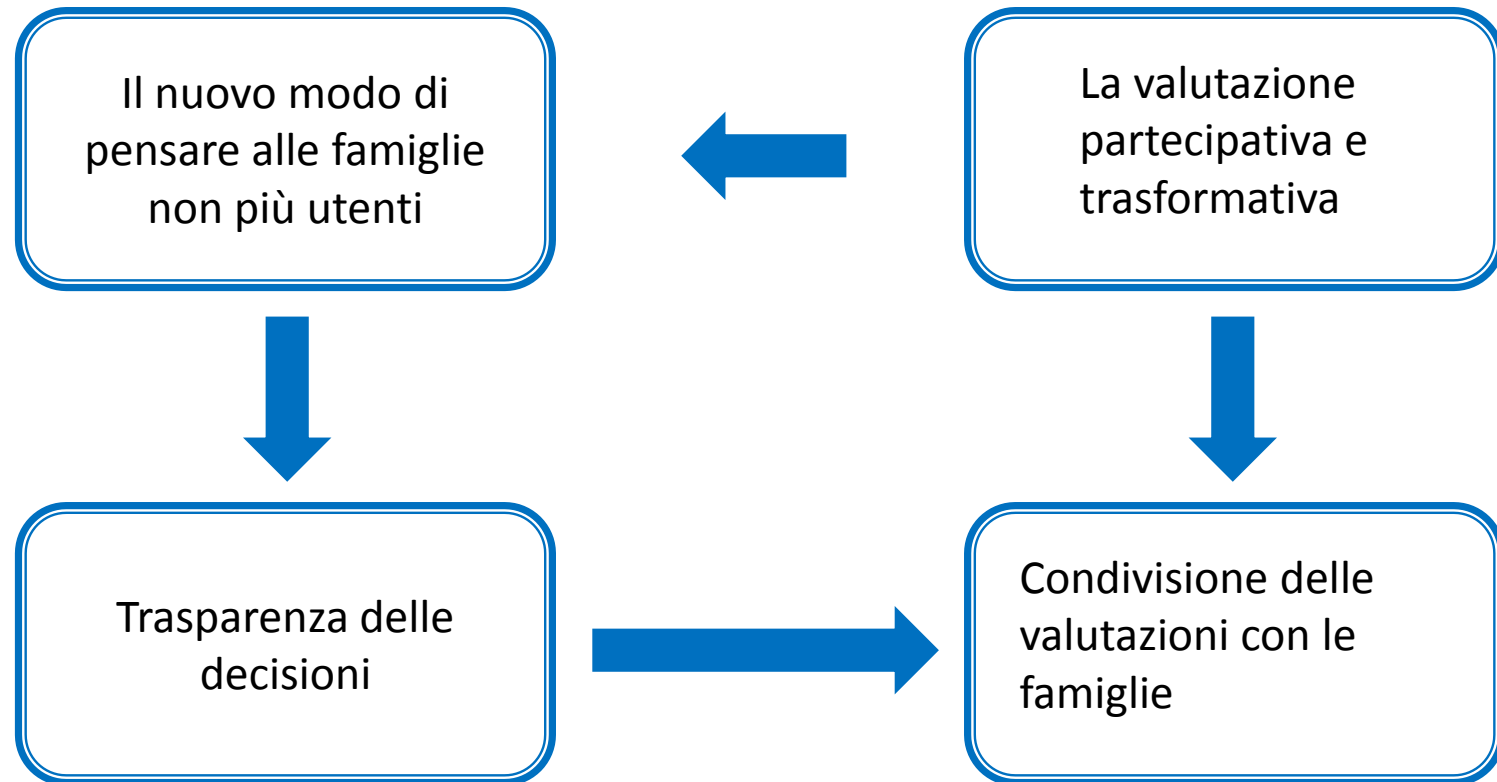 Il nuovo modo di
pensare alle famiglie
non più utenti
La valutazione
partecipativa e
trasformativa
Trasparenza delle
decisioni
Condivisione delle
valutazioni con le
famiglie